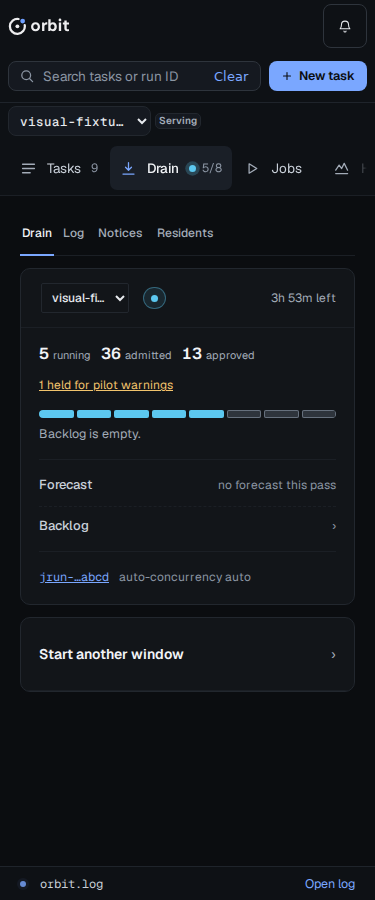 orbit
Search tasks or run ID Clear + New task
visual-fixtu… Serving
Tasks 9 Drain 5/8 Jobs
Drain Log Notices Residents
visual-fi… 3h 53m left
5 running 36 admitted 13 approved
1 held for pilot warnings
Backlog is empty.
Forecast no forecast this pass
Backlog ›
jrun-…abcd auto-concurrency auto
Start another window ›
orbit.log Open log